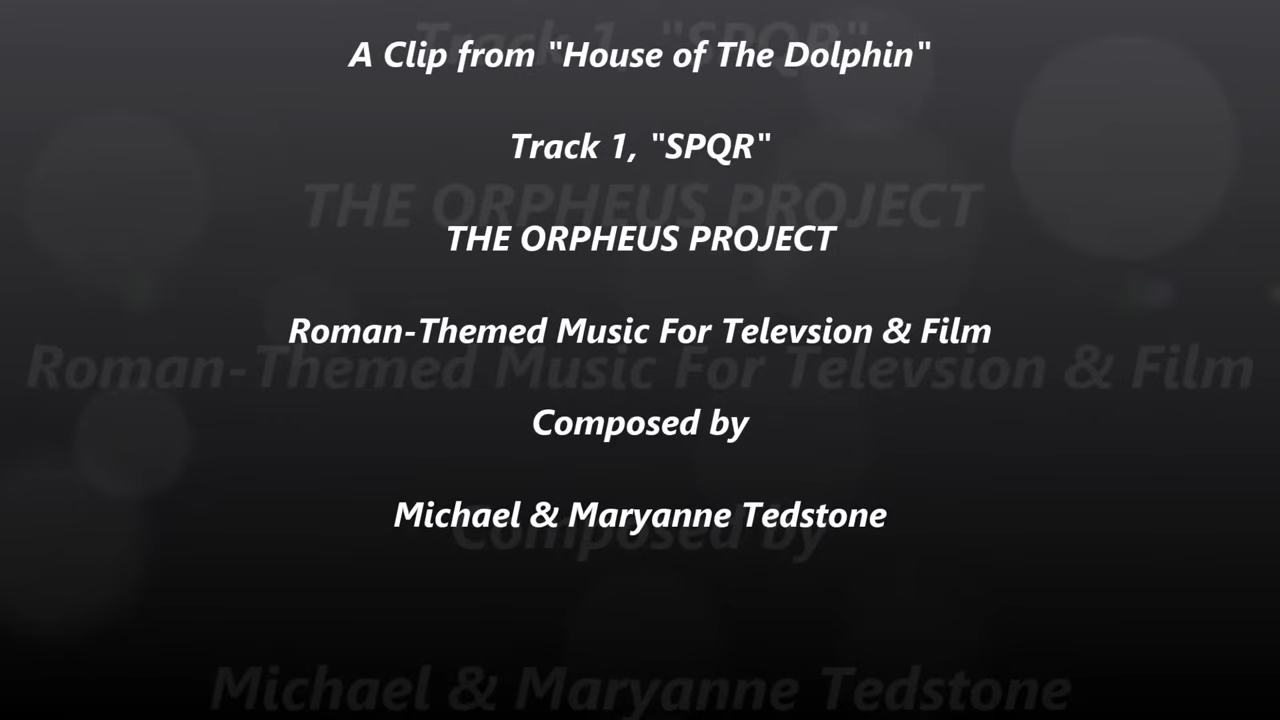 A Clip from "House of The Dolphin"
Track 1, "SPQR"
THE ORPHEUS PROJECT
Roman-Themed Music For Televsion & Film
Composed by
Michael & Maryanne Tedstone